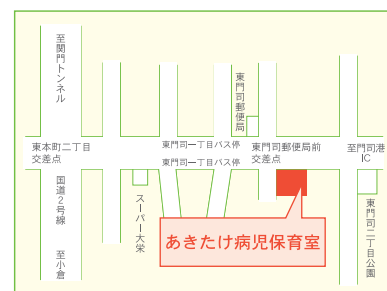 至関門トンネル
東門司郵便局
東本町二丁目
交差点
東門司一丁目バス停
東門司一丁目バス停
東門司郵便局前
交差点
至門司港
IC
国道2号線
至小倉
スーパー大栄
東門司二丁目公園
あきたけ病児保育室